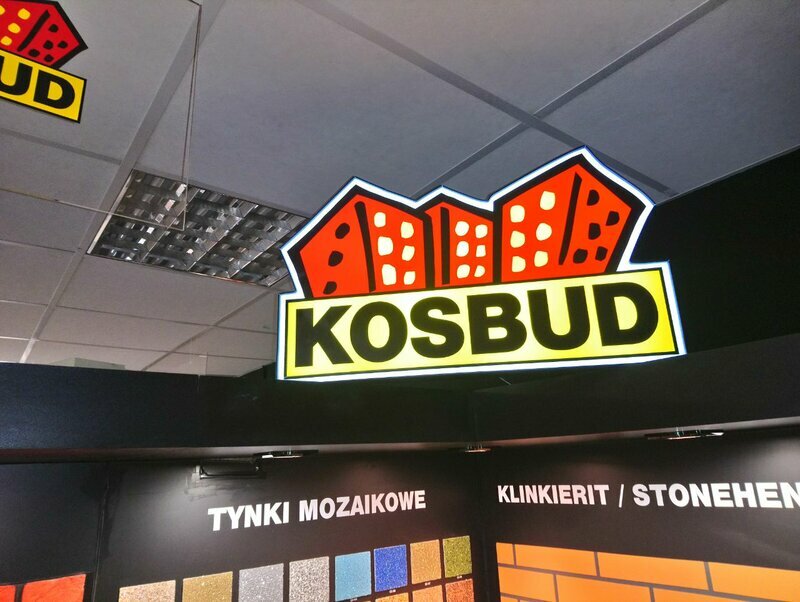 UD
KOSBUD
TYNKI MOZAIKOWE
KLINKIERIT / STONEHEN